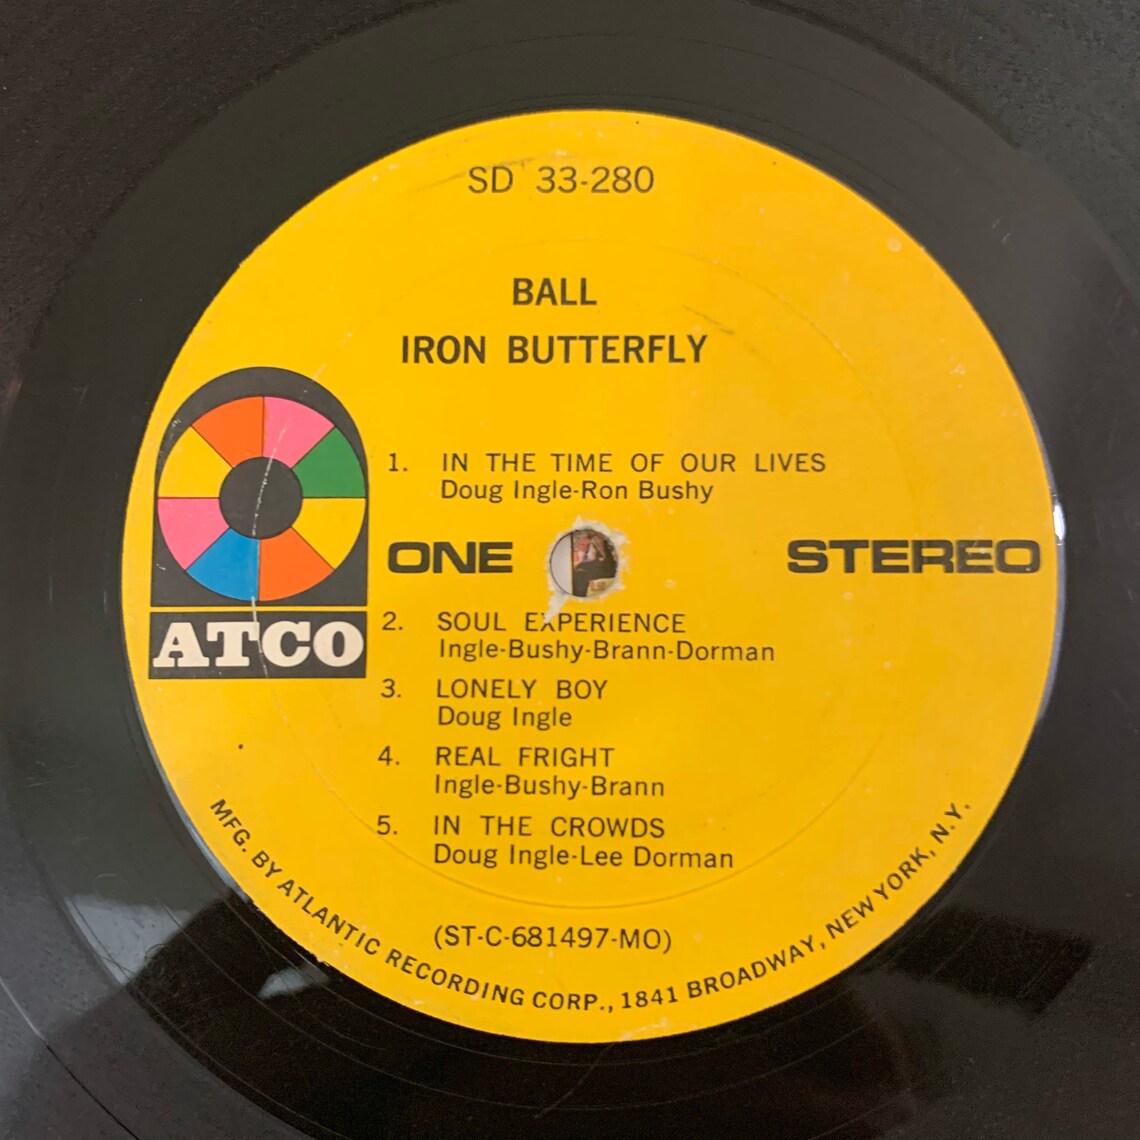 SD 33-280
BALL
IRON BUTTERFLY
1. IN THE TIME OF OUR LIVES
Doug Ingle-Ron Bushy
ONE STEREO
2. SOUL EXPERIENCE
Ingle-Bushy-Brann-Dorman
ATCO
3. LONELY BOY
Doug Ingle
4. REAL FRIGHT
Ingle-Bushy-Brann
5. IN THE CROWDS
Doug Ingle-Lee Dorman
(ST-C-681497-MO)
MFG. BY ATLANTIC RECORDING CORP., 1841 BROADWAY, NEW YORK, N.Y.